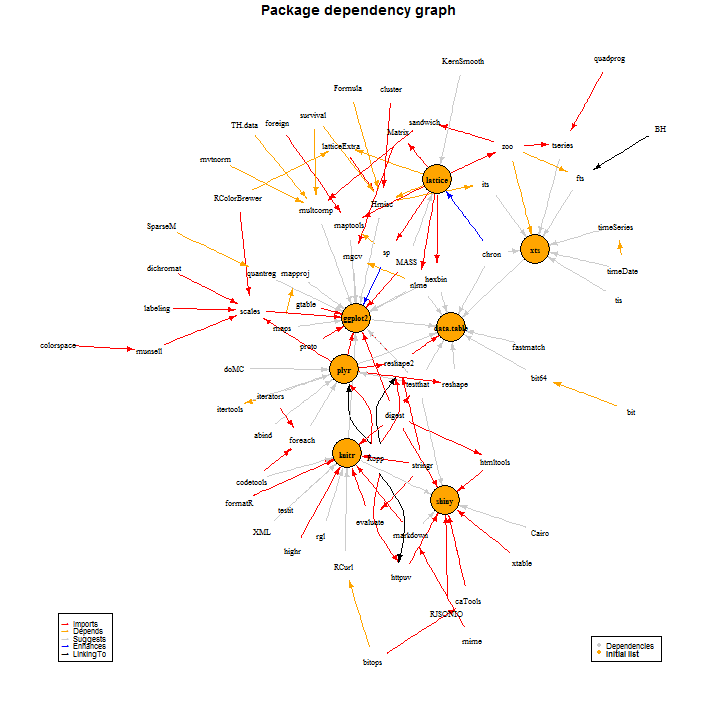 Package dependency graph
quadprog
KernSmooth
Formula
cluster
survival
TH.data
foreign
sandwich
BH
Matrix
latticeExtra
zoo
tseries
mvtnorm
lattice
fts
its
RColorBrewer
Hmisc
multcomp
maptools
SparseM
timeSeries
sp
xts
chron
mgcv
MASS
dichromat
quantreg
mapproj
timeDate
hexbin
nlme
tis
gtable
labeling
scales
ggplot2
maps
data.table
colorspace
proto
munsell
fastmatch
reshape2
doMC
plyr
bit64
testthat
reshape
iterators
itertools
bit
digest
abind
foreach
knitr
Rcpp
stringr
htmltools
codetools
formatR
shiny
testit
evaluate
XML
rgl
markdown
Cairo
highr
xtable
RCurl
httpuv
caTools
RJSONIO
mime
bitops
Imports
Depends
Suggests
Enhances
LinkingTo
Dependencies
Initial list